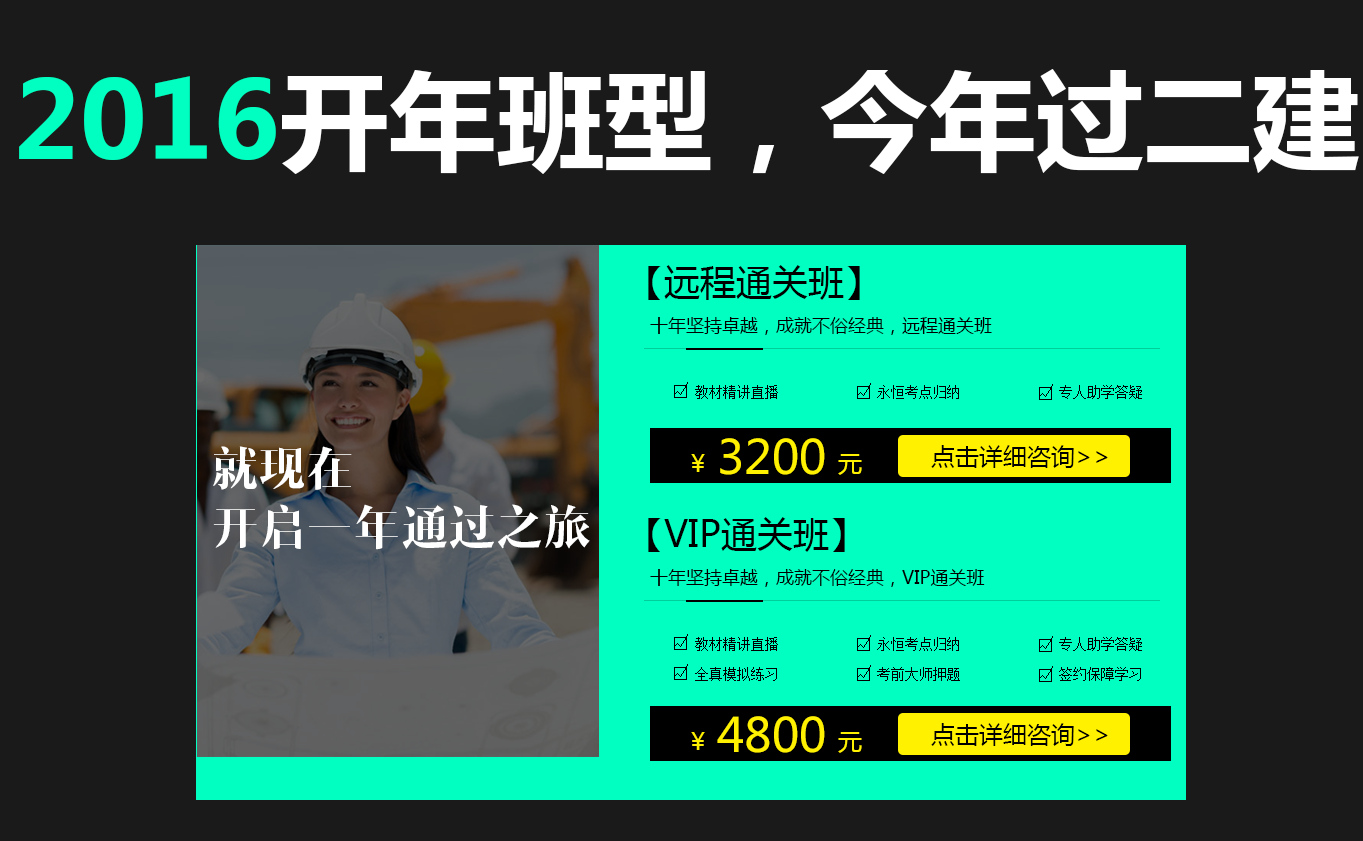 2016开年班型，今年过二建
就现在
开启一年通过之旅
【远程通关班】
十年坚持卓越，成就不俗经典，远程通关班
教材精讲直播 永恒考点归纳 专人助学答疑
¥ 3200 元 点击详细咨询>>
【VIP通关班】
十年坚持卓越，成就不俗经典，VIP通关班
教材精讲直播 永恒考点归纳 专人助学答疑
全真模拟练习 考前大师押题 签约保障学习
¥ 4800 元 点击详细咨询>>